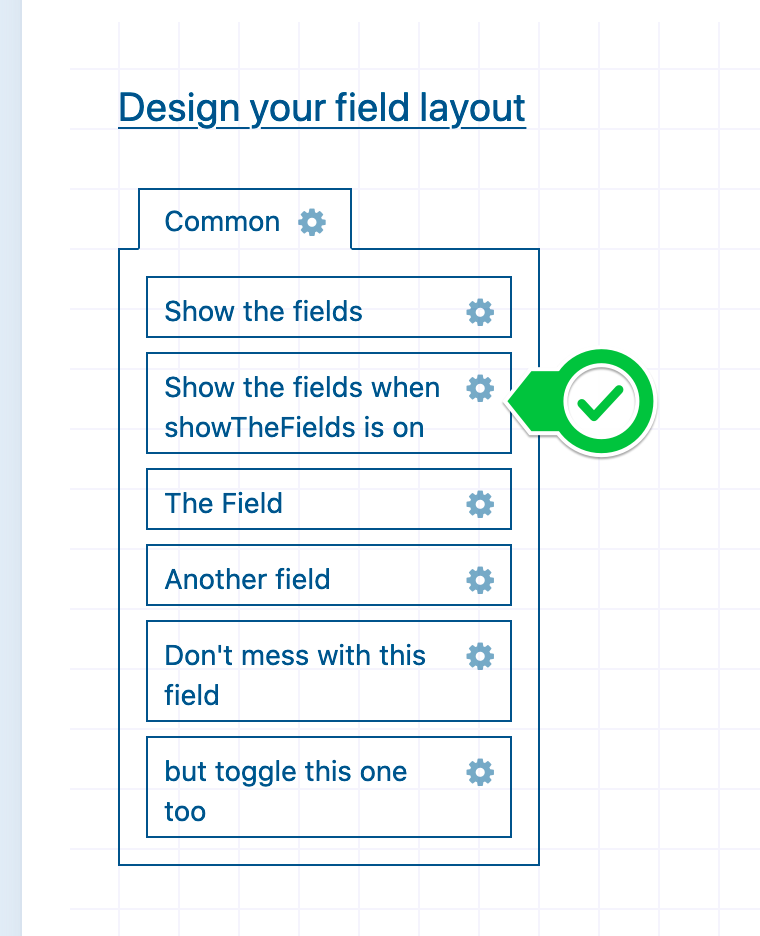 Design your field layout
Common
Show the fields
Show the fields when
showTheFields is on
The Field
Another field
Don't mess with this
field
but toggle this one
too